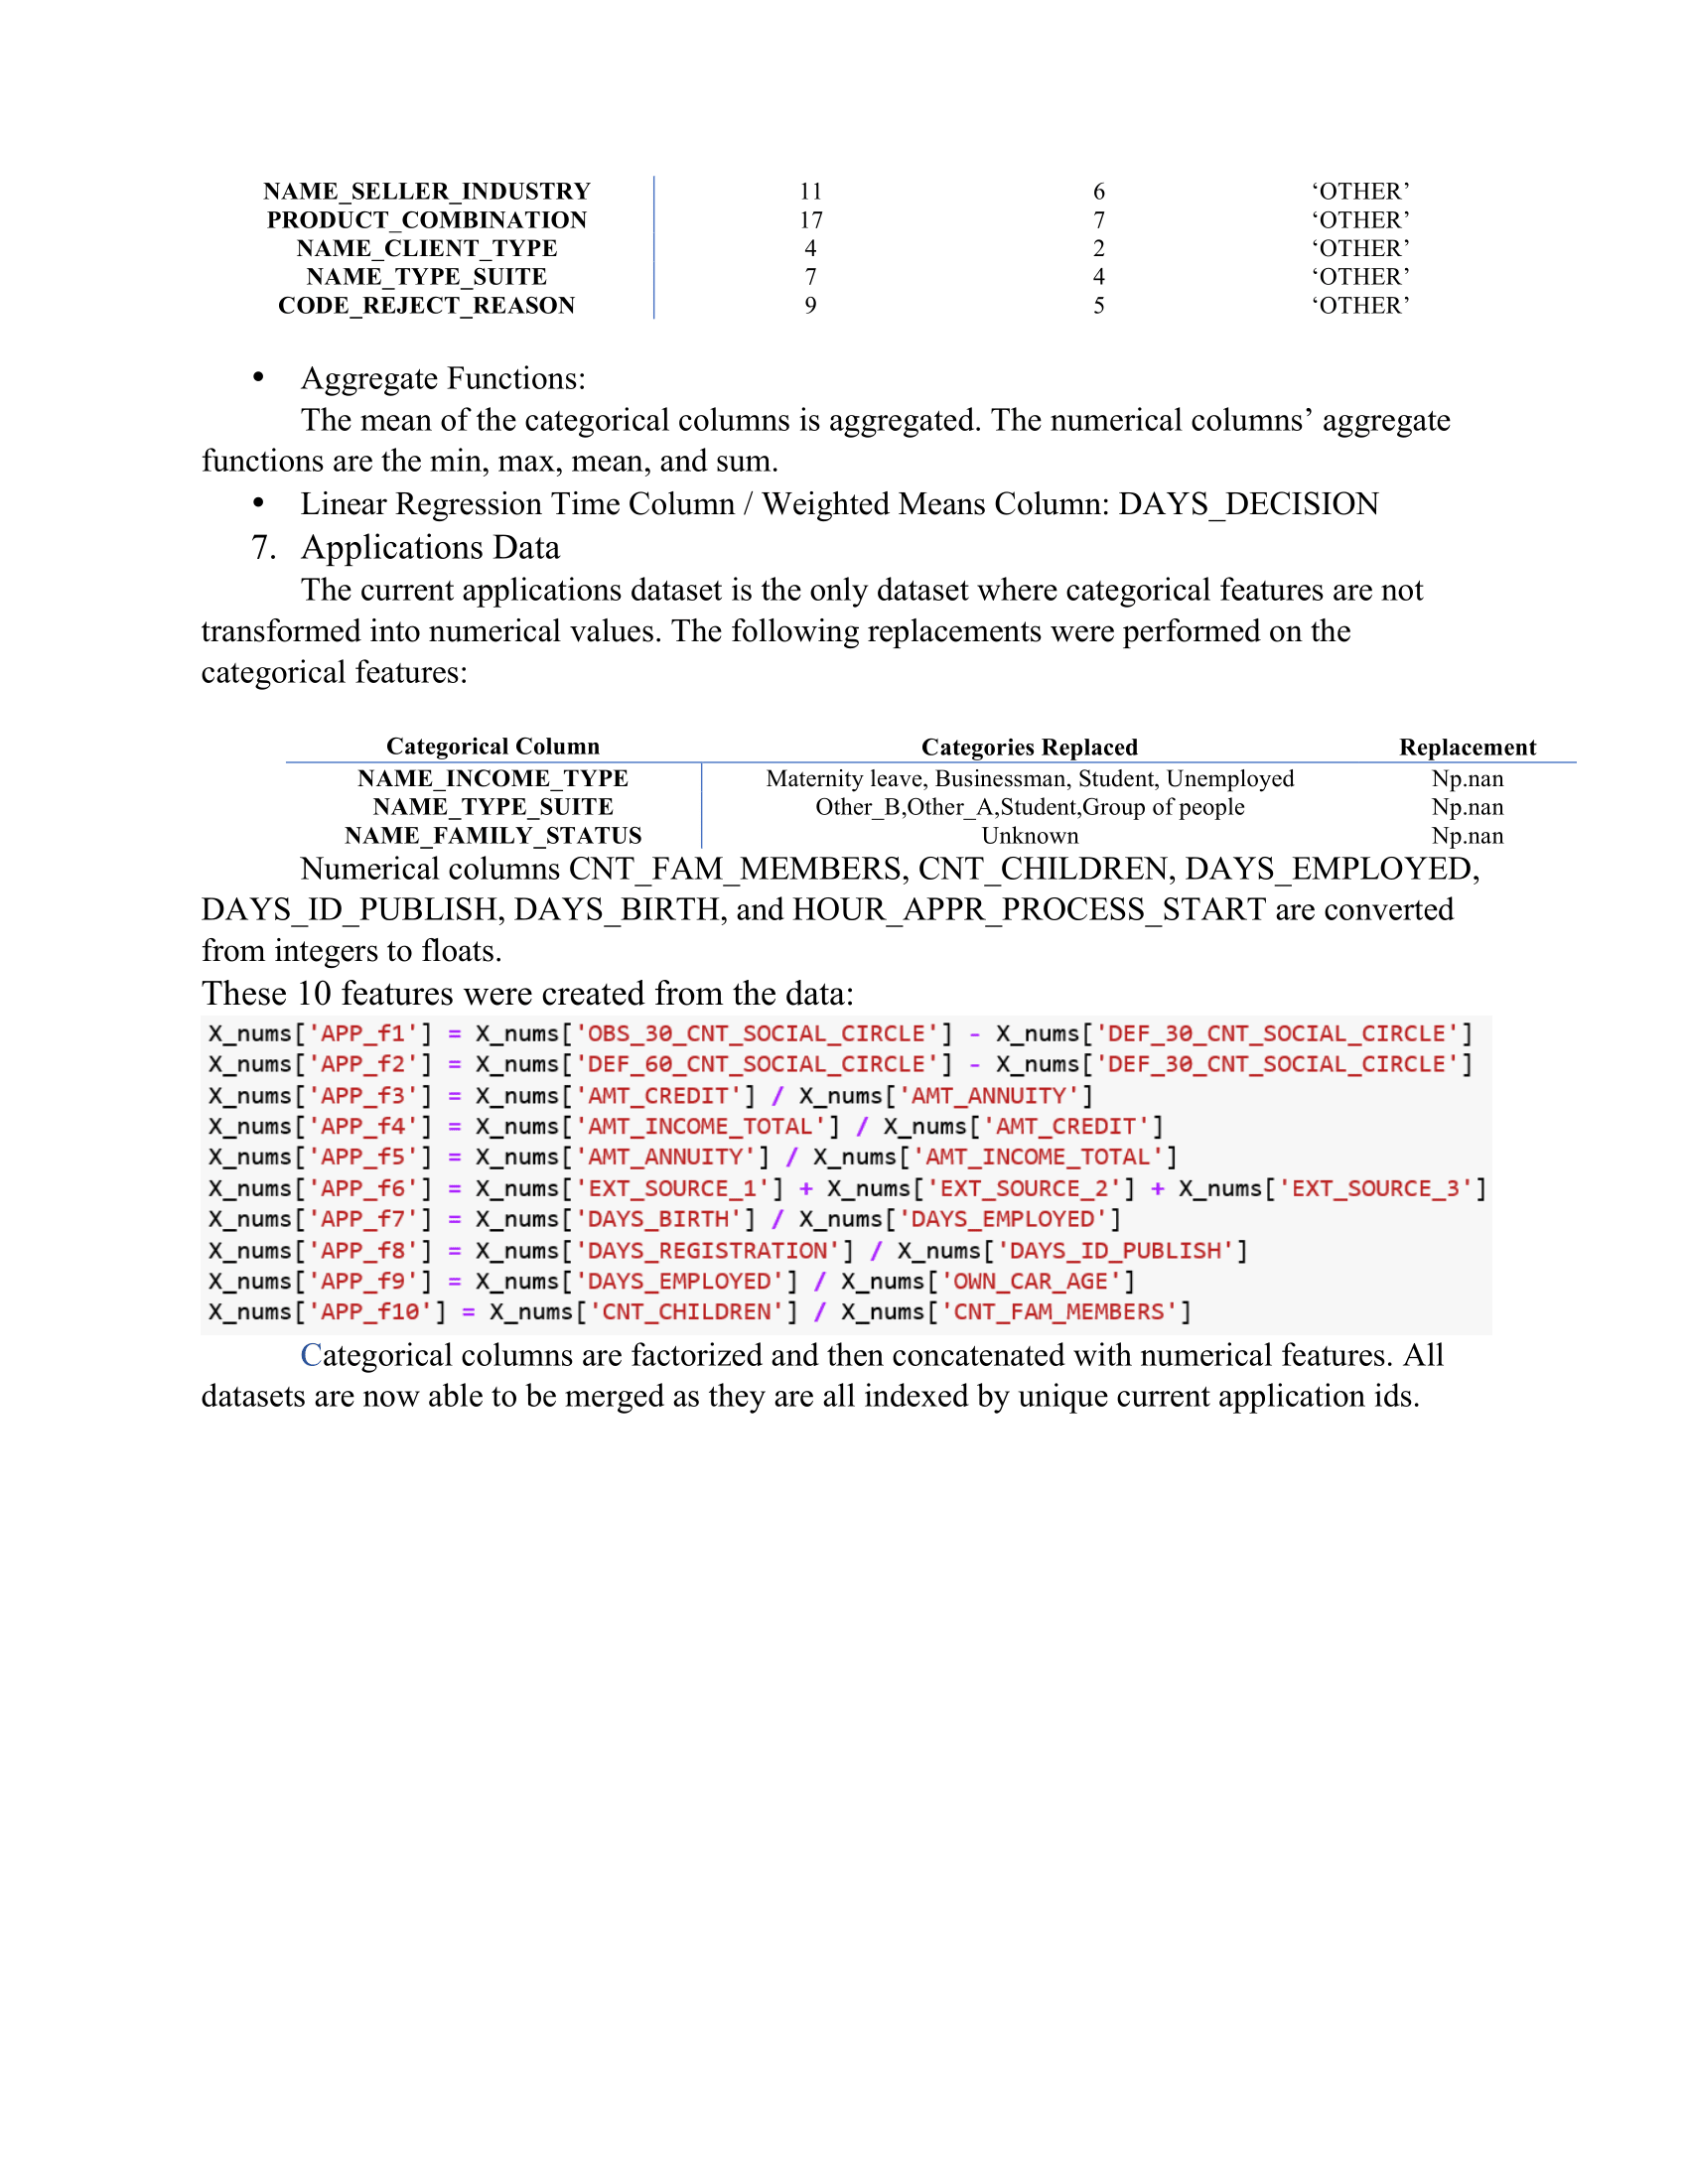 NAME_SELLER_INDUSTRY 11 6 ‘OTHER’
PRODUCT_COMBINATION 17 7 ‘OTHER’
NAME_CLIENT_TYPE 4 2 ‘OTHER’
NAME_TYPE_SUITE 7 4 ‘OTHER’
CODE_REJECT_REASON 9 5 ‘OTHER’
• Aggregate Functions:
The mean of the categorical columns is aggregated. The numerical columns’ aggregate
functions are the min, max, mean, and sum.
• Linear Regression Time Column / Weighted Means Column: DAYS_DECISION
7. Applications Data
The current applications dataset is the only dataset where categorical features are not
transformed into numerical values. The following replacements were performed on the
categorical features:
Categorical Column Categories Replaced Replacement
NAME_INCOME_TYPE Maternity leave, Businessman, Student, Unemployed Np.nan
NAME_TYPE_SUITE Other_B,Other_A,Student,Group of people Np.nan
NAME_FAMILY_STATUS Unknown Np.nan
Numerical columns CNT_FAM_MEMBERS, CNT_CHILDREN, DAYS_EMPLOYED,
DAYS_ID_PUBLISH, DAYS_BIRTH, and HOUR_APPR_PROCESS_START are converted
from integers to floats.
These 10 features were created from the data:
X_nums['APP_f1'] = X_nums['OBS_30_CNT_SOCIAL_CIRCLE'] - X_nums['DEF_30_CNT_SOCIAL_CIRCLE']
X_nums['APP_f2'] = X_nums['DEF_60_CNT_SOCIAL_CIRCLE'] - X_nums['DEF_30_CNT_SOCIAL_CIRCLE']
X_nums['APP_f3'] = X_nums['AMT_CREDIT'] / X_nums['AMT_ANNUITY']
X_nums['APP_f4'] = X_nums['AMT_INCOME_TOTAL'] / X_nums['AMT_CREDIT']
X_nums['APP_f5'] = X_nums['AMT_ANNUITY'] / X_nums['AMT_INCOME_TOTAL']
X_nums['APP_f6'] = X_nums['EXT_SOURCE_1'] + X_nums['EXT_SOURCE_2'] + X_nums['EXT_SOURCE_3']
X_nums['APP_f7'] = X_nums['DAYS_BIRTH'] / X_nums['DAYS_EMPLOYED']
X_nums['APP_f8'] = X_nums['DAYS_REGISTRATION'] / X_nums['DAYS_ID_PUBLISH']
X_nums['APP_f9'] = X_nums['DAYS_EMPLOYED'] / X_nums['OWN_CAR_AGE']
X_nums['APP_f10'] = X_nums['CNT_CHILDREN'] / X_nums['CNT_FAM_MEMBERS']
Categorical columns are factorized and then concatenated with numerical features. All
datasets are now able to be merged as they are all indexed by unique current application ids.